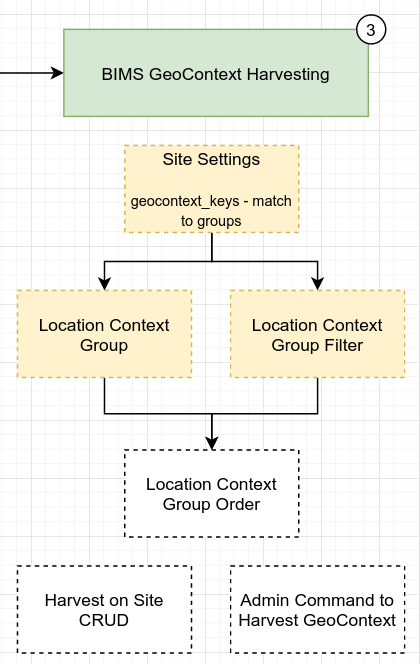 3
BIMS GeoContext Harvesting
Site Settings
geocontext_keys - match
to groups
Location Context
Group
Location Context
Group Filter
Location Context
Group Order
Harvest on Site
CRUD
Admin Command to
Harvest GeoContext